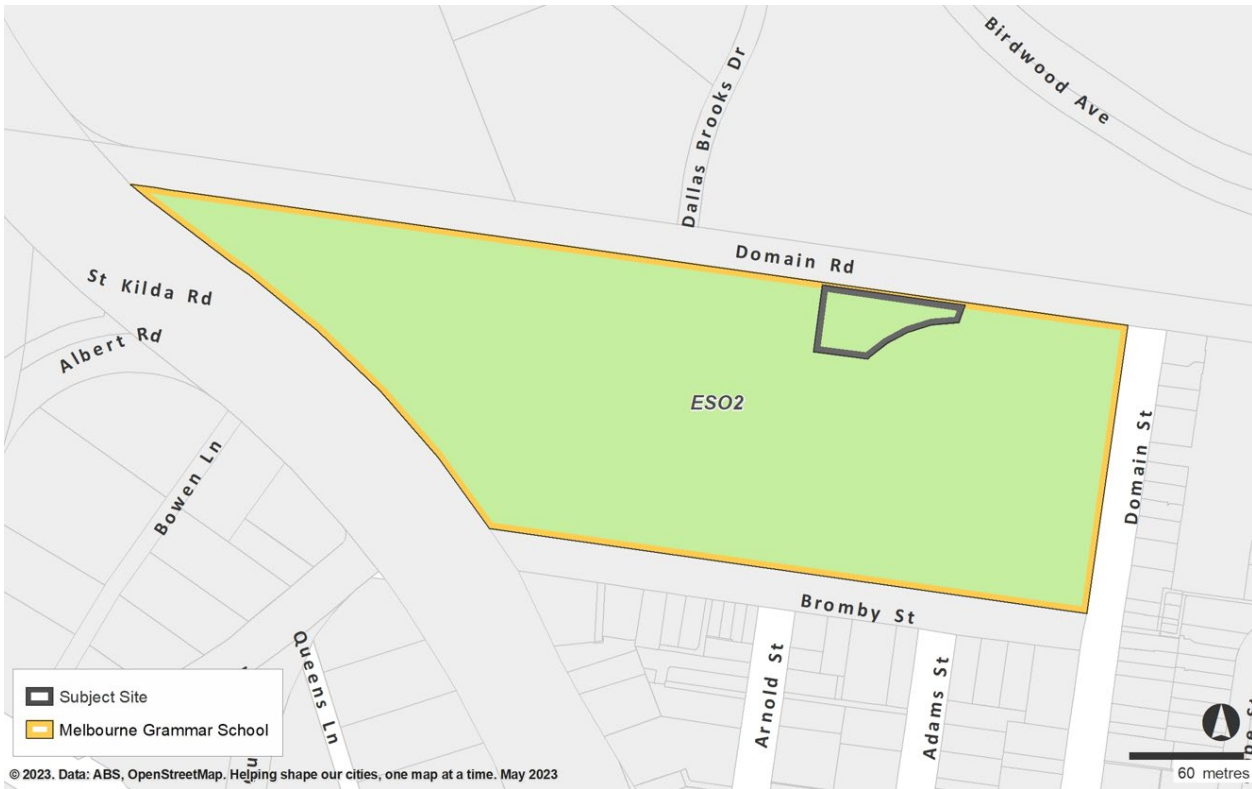 Birdwood Ave
Dallas Brooks Dr
Domain Rd
St Kilda Rd
Albert Rd
ESO2
Domain St
Bowen Ln
Bromby St
Queens Ln
Arnold St
Adams St
Subject Site
Melbourne Grammar School
© 2023. Data: ABS, OpenStreetMap. Helping shape our cities, one map at a time. May 2023
60 metres